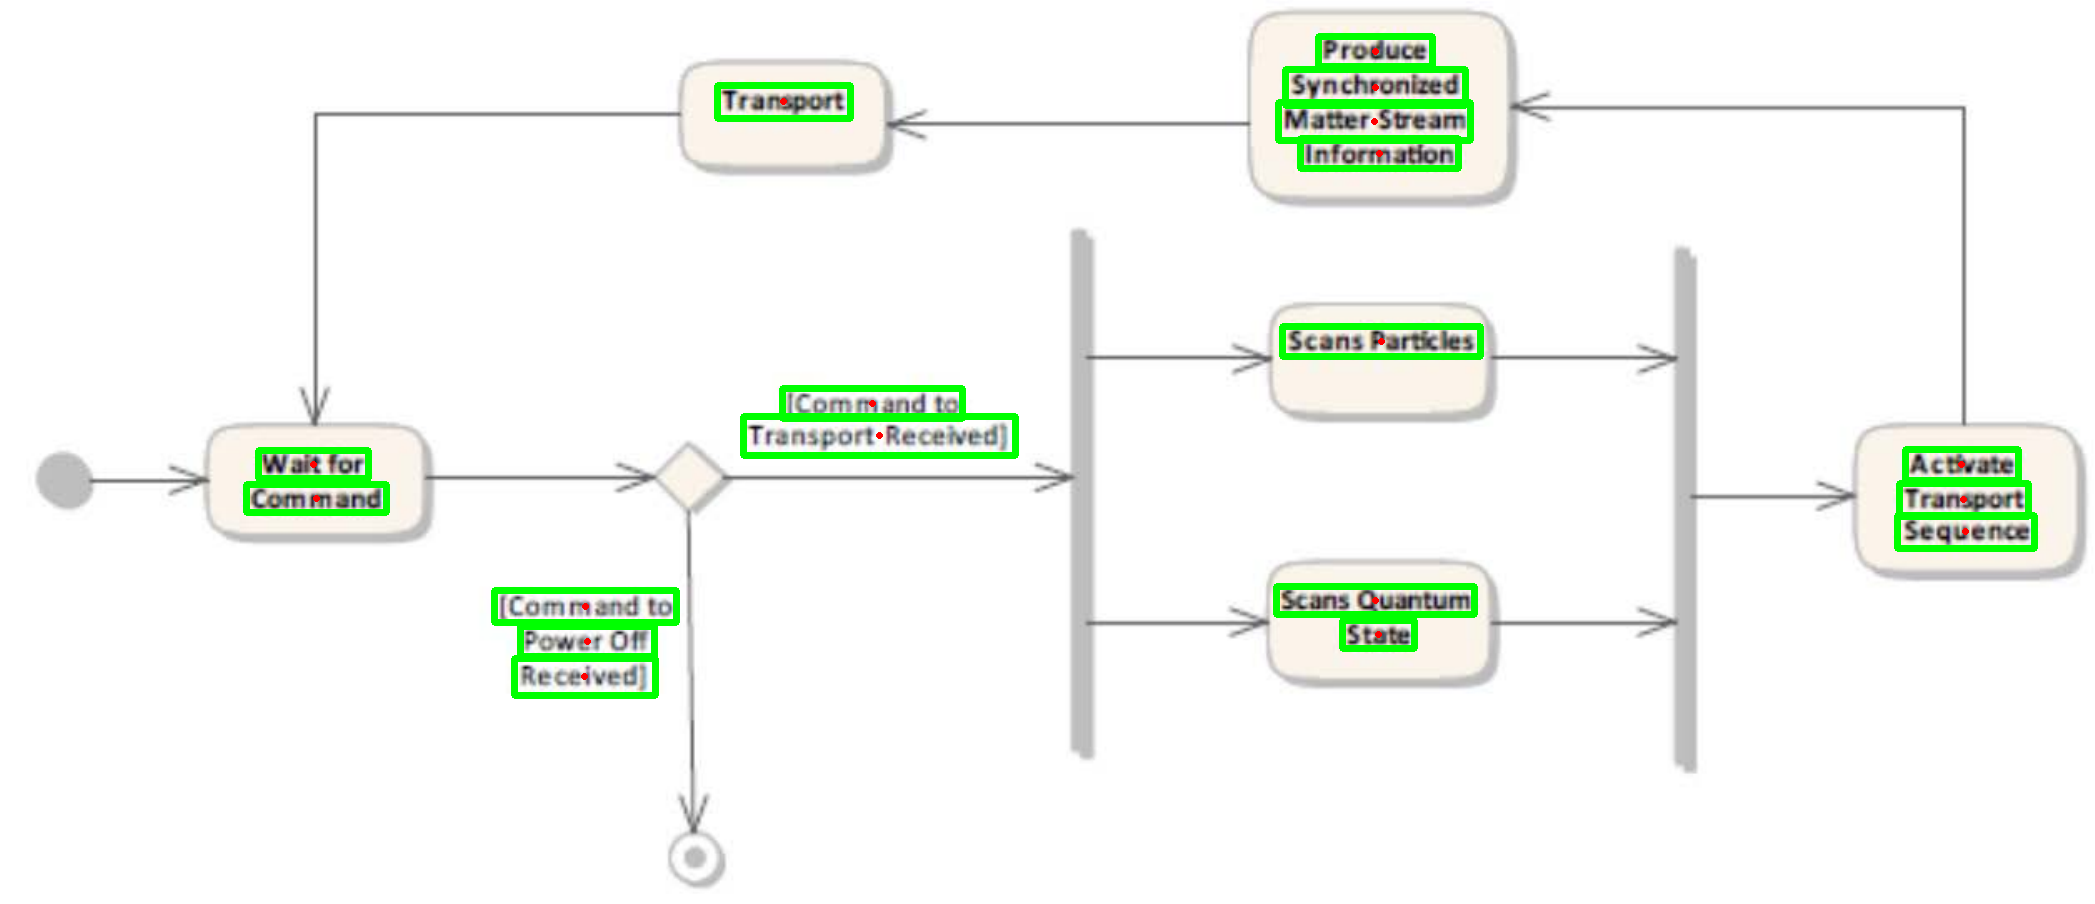 Produce
Synchronized
Matter Stream
Information
Transport
Scans Particles
[Command to
Transport Received]
Wait for
Command
Activate
Transport
Sequence
[Command to
Power Off
Received]
Scans Quantum
State